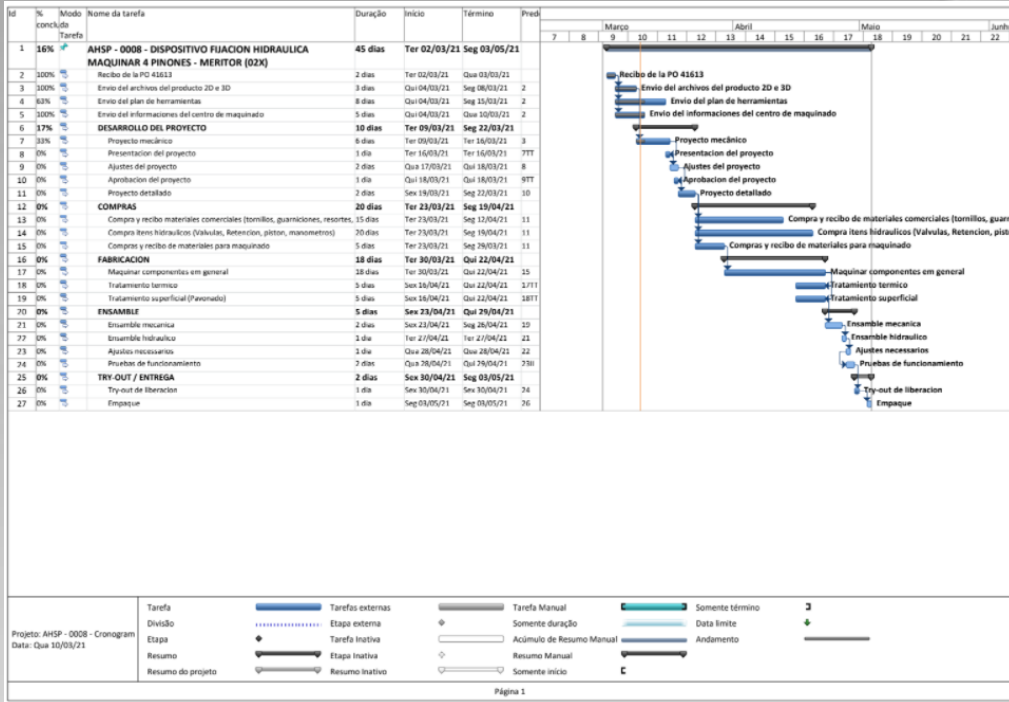 Id % conclu Modo da Tarefa Nome da tarefa Duração Início Término Pred
Março Abril Maio Junh
7 8 9 10 11 12 13 14 15 16 17 18 19 20 21 22
1 16% AHSP - 0008 - DISPOSITIVO FIJACION HIDRAULICA MAQUINAR 4 PINONES - MERITOR (02X) 45 dias Ter 02/03/21 Seg 03/05/21
2 100% Recibo de la PO 41613 2 dias Ter 02/03/21 Qua 03/03/21 Recibo de la PO 41613
3 100% Envio del archivos del producto 2D e 3D 3 dias Qui 04/03/21 Seg 08/03/21 2 Envio del archivos del producto 2D e 3D
4 63% Envio del plan de herramientas 8 dias Qui 04/03/21 Seg 15/03/21 2 Envio del plan de herramientas
5 100% Envio del informaciones del centro de maquinado 5 dias Qui 04/03/21 Qua 10/03/21 2 Envio del informaciones del centro de maquinado
6 17% DESARROLLO DEL PROYECTO 10 dias Ter 09/03/21 Seg 22/03/21
7 33% Proyecto mecânico 6 dias Ter 09/03/21 Ter 16/03/21 3 Proyecto mecânico
8 0% Presentacion del proyecto 1 dia Ter 16/03/21 Ter 16/03/21 7TT Presentacion del proyecto
9 0% Ajustes del proyecto 2 dias Qua 17/03/21 Qui 18/03/21 8 Ajustes del proyecto
10 0% Aprobacion del proyecto 1 dia Qui 18/03/21 Qui 18/03/21 9TT Aprobacion del proyecto
11 0% Proyecto detallado 2 dias Sex 19/03/21 Seg 22/03/21 10 Proyecto detallado
12 0% COMPRAS 20 dias Ter 23/03/21 Seg 19/04/21
13 0% Compra y recibo materiales comerciales (tornillos, guarniciones, resortes, 15 dias Ter 23/03/21 Seg 12/04/21 11 Compra y recibo de materiales comerciales (tornillos, guarn
14 0% Compra itens hidraulicos (Valvulas, Retencion, piston, manometros) 20 dias Ter 23/03/21 Seg 19/04/21 11 Compra itens hidraulicos (Valvulas, Retencion, pist
15 0% Compras y recibo de materiales para maquinado 5 dias Ter 23/03/21 Seg 29/03/21 11 Compras y recibo de materiales para maquinado
16 0% FABRICACION 18 dias Ter 30/03/21 Qui 22/04/21
17 0% Maquinar componentes em general 18 dias Ter 30/03/21 Qui 22/04/21 15 Maquinar componentes em general
18 0% Tratamiento termico 5 dias Sex 16/04/21 Qui 22/04/21 17TT Tratamiento termico
19 0% Tratamiento superficial (Pavonado) 5 dias Sex 16/04/21 Qui 22/04/21 18TT Tratamiento superficial
20 0% ENSAMBLE 5 dias Sex 23/04/21 Qui 29/04/21
21 0% Ensamble mecanica 2 dias Sex 23/04/21 Seg 26/04/21 19 Ensamble mecanica
22 0% Ensamble hidraulico 1 dia Ter 27/04/21 Ter 27/04/21 21 Ensamble hidraulico
23 0% Ajustes necessarios 1 dia Qua 28/04/21 Qua 28/04/21 22 Ajustes necessarios
24 0% Pruebas de funcionamiento 2 dias Qua 28/04/21 Qui 29/04/21 23II Pruebas de funcionamiento
25 0% TRY-OUT / ENTREGA 2 dias Sex 30/04/21 Seg 03/05/21
26 0% Try-out de liberacion 1 dia Sex 30/04/21 Sex 30/04/21 24 Try-out de liberacion
27 0% Empaque 1 dia Seg 03/05/21 Seg 03/05/21 26 Empaque
Projeto: AHSP - 0008 - Cronogram
Data: Qua 10/03/21
Tarefa Tarefas externas Tarefa Manual Somente término
Divisão Etapa externa Somente duração Data limite
Etapa Tarefa Inativa Acúmulo de Resumo Manual Andamento
Resumo Etapa Inativa Resumo Manual
Resumo do projeto Resumo Inativo Somente início
Página 1